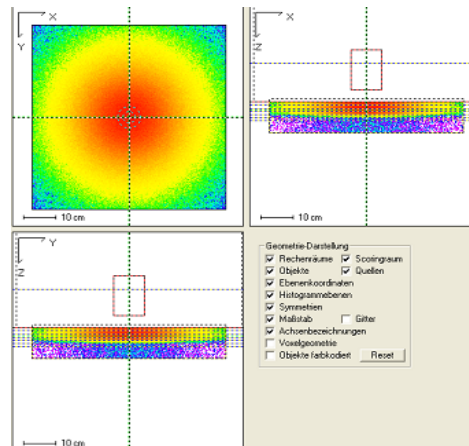 X
Y
10 cm
X
Z
10 cm
Y
Z
10 cm
Geometrie-Darstellung
Rechenräume Scoringraum
Objekte Quellen
Ebenenkoordinaten
Histogrammebenen
Symmetrien
Maßstab Gitter
Achsenbezeichnungen
Voxelgeometrie
Objekte farbkodiert Reset